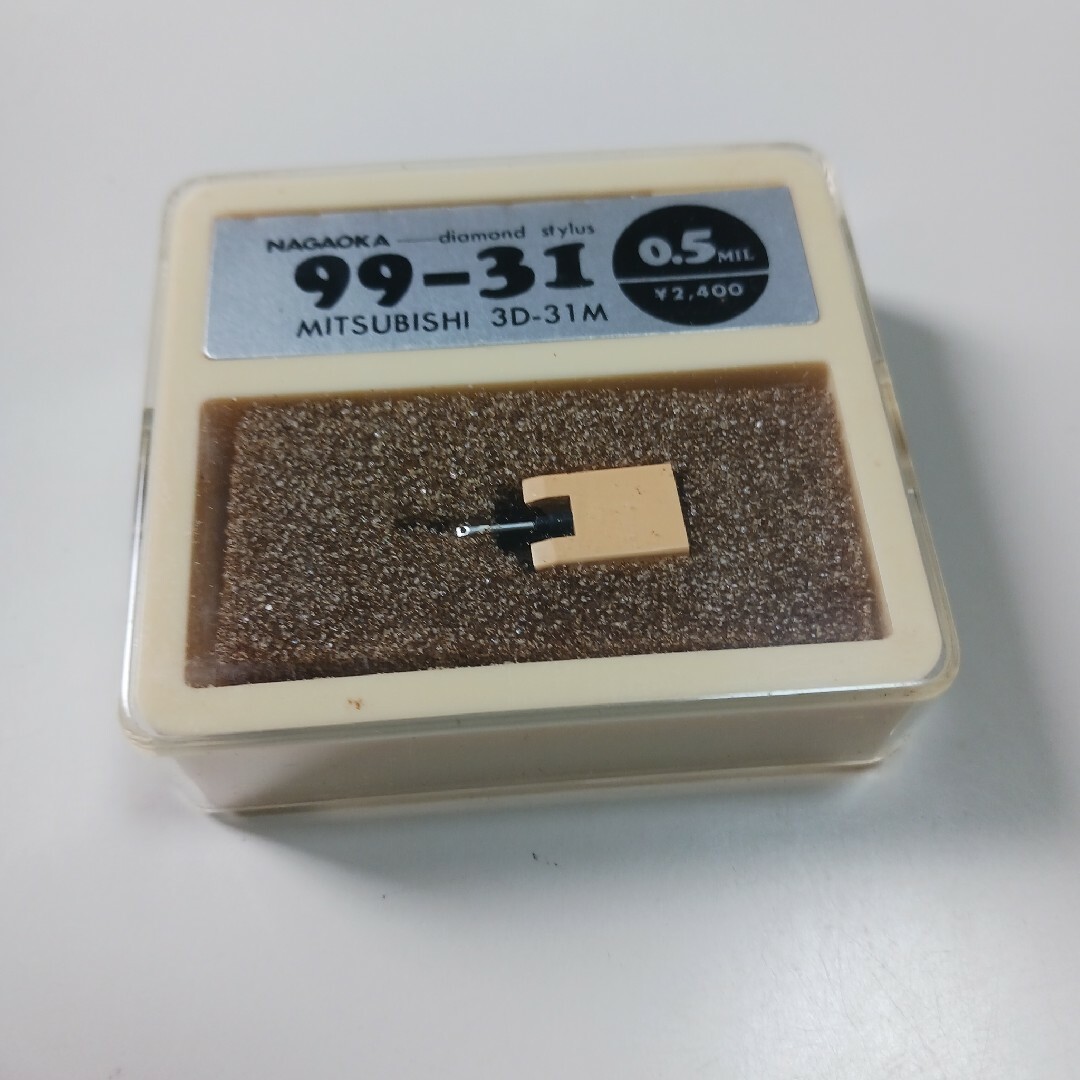 NAGAOKA — diamond stylus
99-31
MITSUBISHI 3D-31M
0.5 MIL
¥2,400